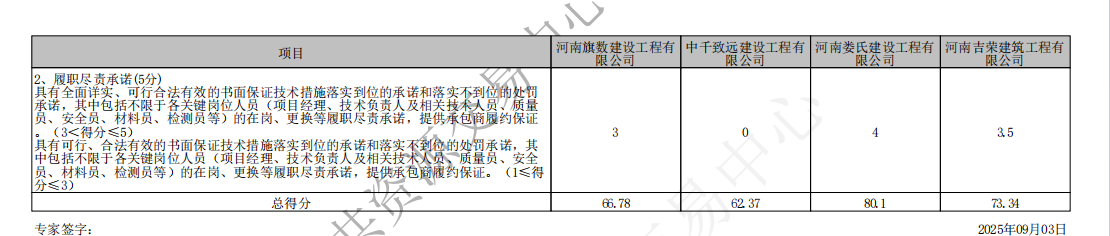 项目
河南旗数建设工程有
限公司
中千致远建设工程有
限公司
河南娄氏建设工程有
限公司
河南吉荣建筑工程有
限公司
2、履职尽责承诺(5分)
具有全面详实、可行合法有效的书面保证技术措施落实到位的承诺和落实不到位的处罚
承诺，其中包括不限于各关键岗位人员（项目经理、技术负责人及相关技术人员、质量
员、安全员、材料员、检测员等）的在岗、更换等履职尽责承诺，提供承包商履约保证
。（3＜得分≤5）
具有可行、合法有效的书面保证技术措施落实到位的承诺和落实不到位的处罚承诺，其
中包括不限于各关键岗位人员（项目经理、技术负责人及相关技术人员、质量员、安全
员、材料员、检测员等）的在岗、更换等履职尽责承诺，提供承包商履约保证。（1≤得
分≤3）
3
0
4
3.5
总得分
66.78
62.37
80.1
73.34
专家签字：
2025年09月03日
共资源交易中心
易中心